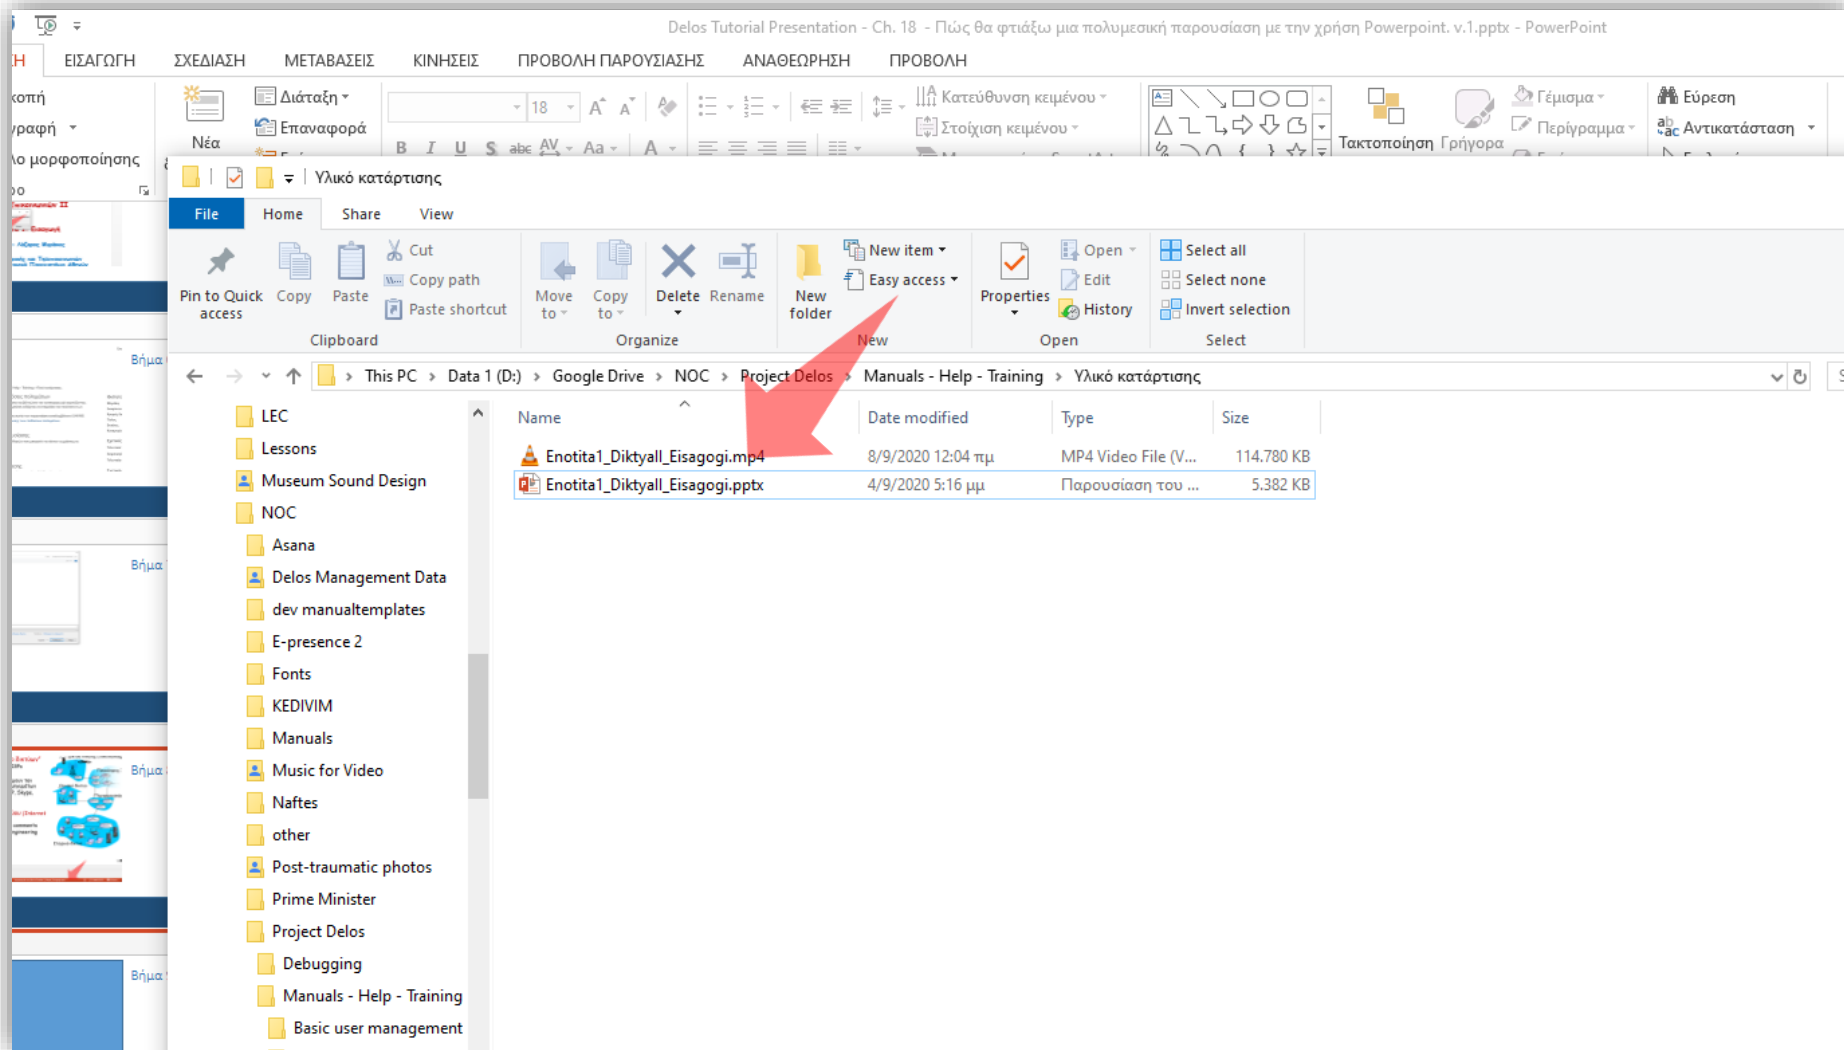 Delos Tutorial Presentation - Ch. 18 - Πώς θα φτιάξω μια πολυμεσική παρουσίαση με την χρήση Powerpoint. v.1.pptx - PowerPoint
ΕΙΣΑΓΩΓΗ ΣΧΕΔΙΑΣΗ ΜΕΤΑΒΑΣΕΙΣ ΚΙΝΗΣΕΙΣ ΠΡΟΒΟΛΗ ΠΑΡΟΥΣΙΑΣΗΣ ΑΝΑΘΕΩΡΗΣΗ ΠΡΟΒΟΛΗ
Διάταξη 18 Κατεύθυνση κειμένου Γέμισμα Εύρεση
Επαναφορά Στοίχιση κειμένου Περίγραμμα Αντικατάσταση
Νέα Τακτοποίηση Γρήγορα
μορφοποίησης
B I U S abc AV Aa A
Υλικό κατάρτισης
File Home Share View
Cut New item Open Select all
Copy path Easy access Edit Select none
Pin to Quick access Copy Paste Paste shortcut Move to Copy to Delete Rename New folder Properties History Invert selection
Clipboard Organize New Open Select
This PC Data 1 (D:) Google Drive NOC Project Delos Manuals - Help - Training Υλικό κατάρτισης
Name Date modified Type Size
Enotita1_DiktyaII_Eisagogi.mp4 8/9/2020 12:04 πμ MP4 Video File (V... 114.780 KB
Enotita1_DiktyaII_Eisagogi.pptx 4/9/2020 5:16 μμ Παρουσίαση του ... 5.382 KB
LEC
Lessons
Museum Sound Design
NOC
Asana
Delos Management Data
dev manualtemplates
E-presence 2
Fonts
KEDIVIM
Manuals
Music for Video
Naftes
other
Post-traumatic photos
Prime Minister
Project Delos
Debugging
Manuals - Help - Training
Basic user management
Βήμα
Βήμα
Βήμα
Βήμα